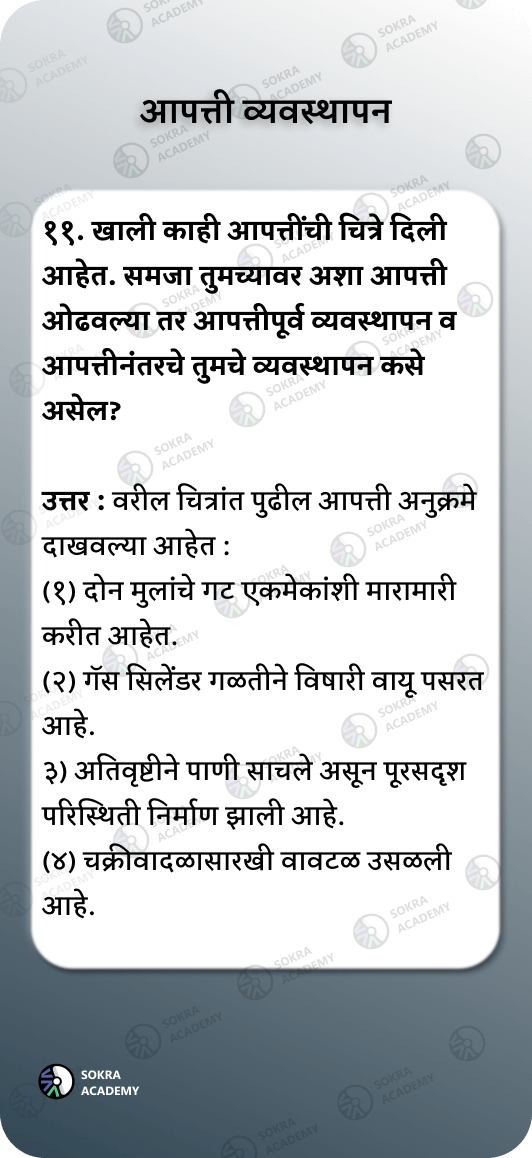 आपत्ती व्यवस्थापन
११. खाली काही आपत्तींची चित्रे दिली
आहेत. समजा तुमच्यावर अशा आपत्ती
ओढवल्या तर आपत्तीपूर्व व्यवस्थापन व
आपत्तीनंतरचे तुमचे व्यवस्थापन कसे
असेल?
उत्तर : वरील चित्रांत पुढील आपत्ती अनुक्रमे
दाखवल्या आहेत :
(१) दोन मुलांचे गट एकमेकांशी मारामारी
करीत आहेत.
(२) गॅस सिलेंडर गळतीने विषारी वायू पसरत
आहे.
३) अतिवृष्टीने पाणी साचले असून पूरसदृश
परिस्थिती निर्माण झाली आहे.
(४) चक्रीवादळासारखी वावटळ उसळली
आहे.
SOKRA
ACADEMY